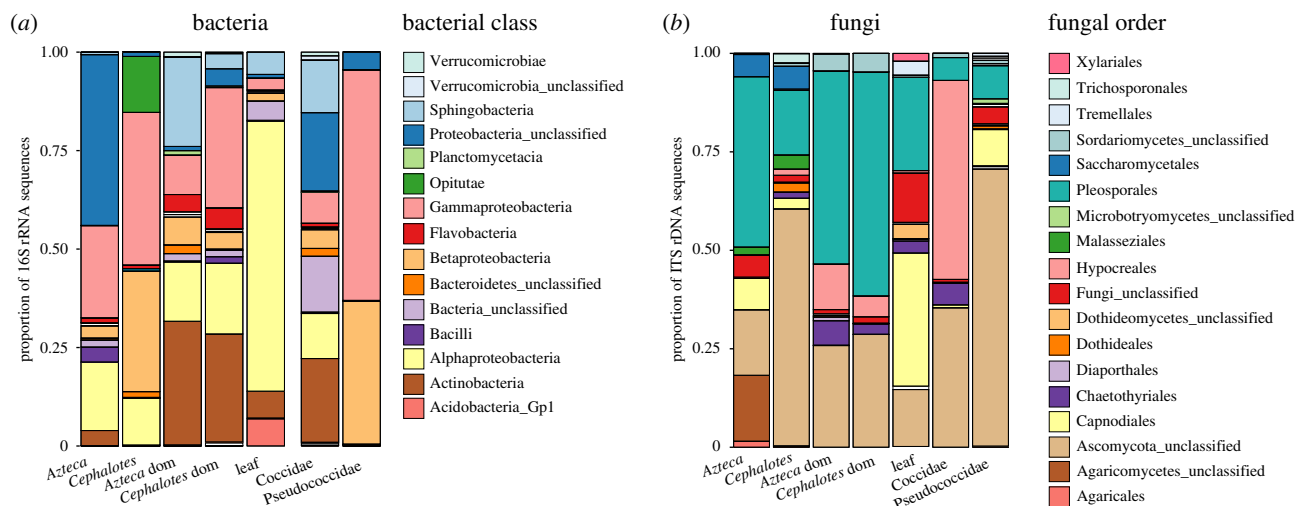 (a) bacteria bacterial class
proportion of 16S rRNA sequences
1.00
0.75
0.50
0.25
0
Azteca
Cephalotes
Azteca dom
Cephalotes dom
leaf
Coccidae
Pseudococcidae
Verrucomicrobiae
Verrucomicrobia_unclassified
Sphingobacteria
Proteobacteria_unclassified
Planctomycetacia
Opitutae
Gammaproteobacteria
Flavobacteria
Betaproteobacteria
Bacteroidetes_unclassified
Bacteria_unclassified
Bacilli
Alphaproteobacteria
Actinobacteria
Acidobacteria_Gp1
(b) fungi fungal order
proportion of ITS rDNA sequences
1.00
0.75
0.50
0.25
0
Azteca
Cephalotes
Azteca dom
Cephalotes dom
leaf
Coccidae
Pseudococcidae
Xylariales
Trichosporonales
Tremellales
Sordariomycetes_unclassified
Saccharomycetales
Pleosporales
Microbotryomycetes_unclassified
Malasseziales
Hypocreales
Fungi_unclassified
Dothideomycetes_unclassified
Dothideales
Diaporthales
Chaetothyriales
Capnodiales
Ascomycota_unclassified
Agaricomycetes_unclassified
Agaricales